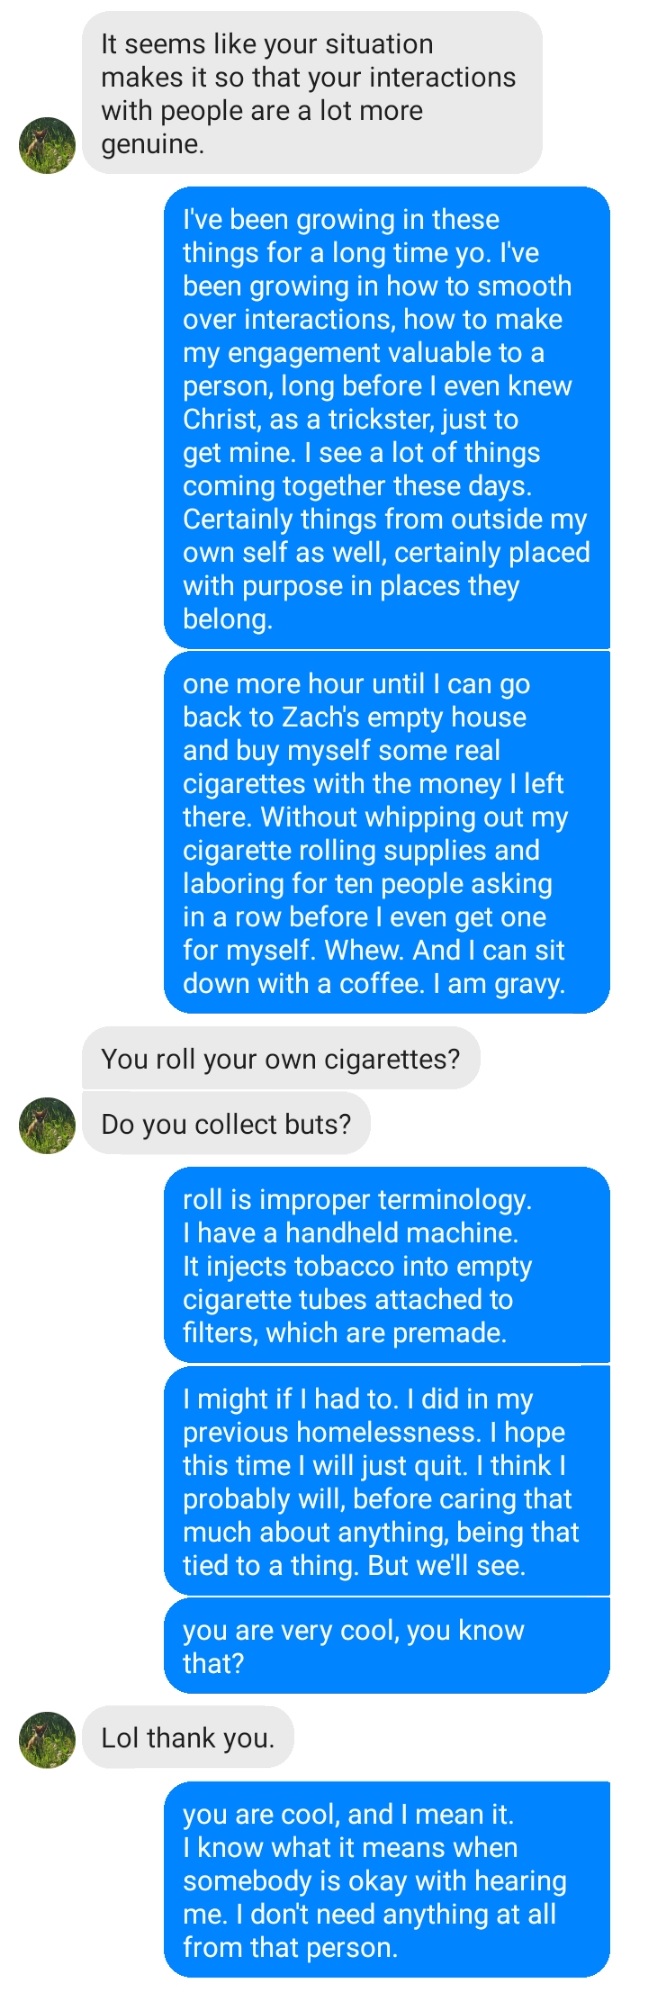 It seems like your situation
makes it so that your interactions
with people are a lot more
genuine.
I've been growing in these
things for a long time yo. I've
been growing in how to smooth
over interactions, how to make
my engagement valuable to a
person, long before I even knew
Christ, as a trickster, just to
get mine. I see a lot of things
coming together these days.
Certainly things from outside my
own self as well, certainly placed
with purpose in places they
belong.
one more hour until I can go
back to Zach's empty house
and buy myself some real
cigarettes with the money I left
there. Without whipping out my
cigarette rolling supplies and
laboring for ten people asking
in a row before I even get one
for myself. Whew. And I can sit
down with a coffee. I am gravy.
You roll your own cigarettes?
Do you collect buts?
roll is improper terminology.
I have a handheld machine.
It injects tobacco into empty
cigarette tubes attached to
filters, which are premade.
I might if I had to. I did in my
previous homelessness. I hope
this time I will just quit. I think I
probably will, before caring that
much about anything, being that
tied to a thing. But we'll see.
you are very cool, you know
that?
Lol thank you.
you are cool, and I mean it.
I know what it means when
somebody is okay with hearing
me. I don't need anything at all
from that person.